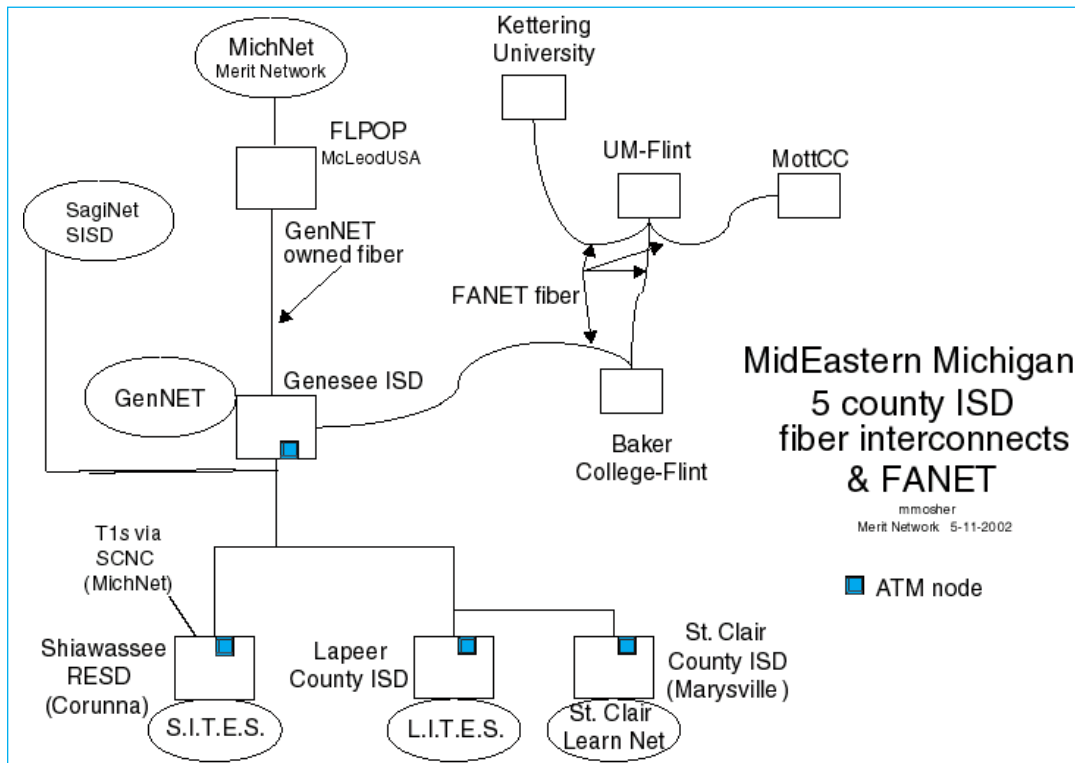 MichNet
Merit Network
Kettering
University
FLPOP
McLeodUSA
UM-Flint
MottCC
SagiNet
SISD
GenNET
owned fiber
FANET fiber
GenNET
Genesee ISD
Baker
College-Flint
MidEastern Michigan
5 county ISD
fiber interconnects
& FANET
mmosher
Merit Network 5-11-2002
ATM node
T1s via
SCNC
(MichNet)
Shiawassee
RESD
(Corunna)
S.I.T.E.S.
Lapeer
County ISD
L.I.T.E.S.
St. Clair
County ISD
(Marysville )
St. Clair
Learn Net